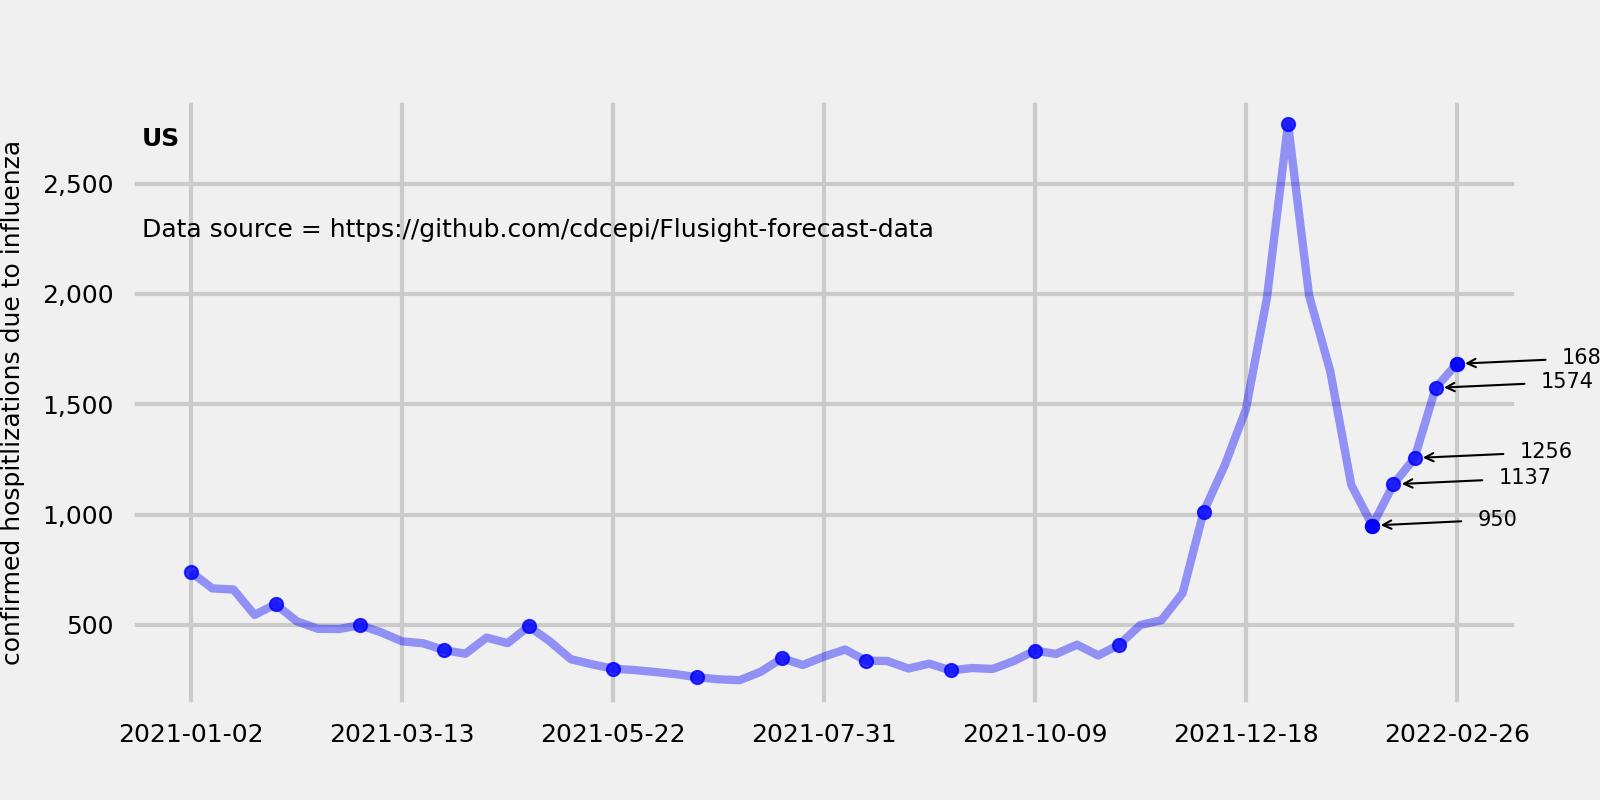 US
Data source = https://github.com/cdcepi/Flusight-forecast-data
confirmed hospitlizations due to influenza
2,500
2,000
1,500
1,000
500
168
1574
1256
1137
950
2021-01-02 2021-03-13 2021-05-22 2021-07-31 2021-10-09 2021-12-18 2022-02-26